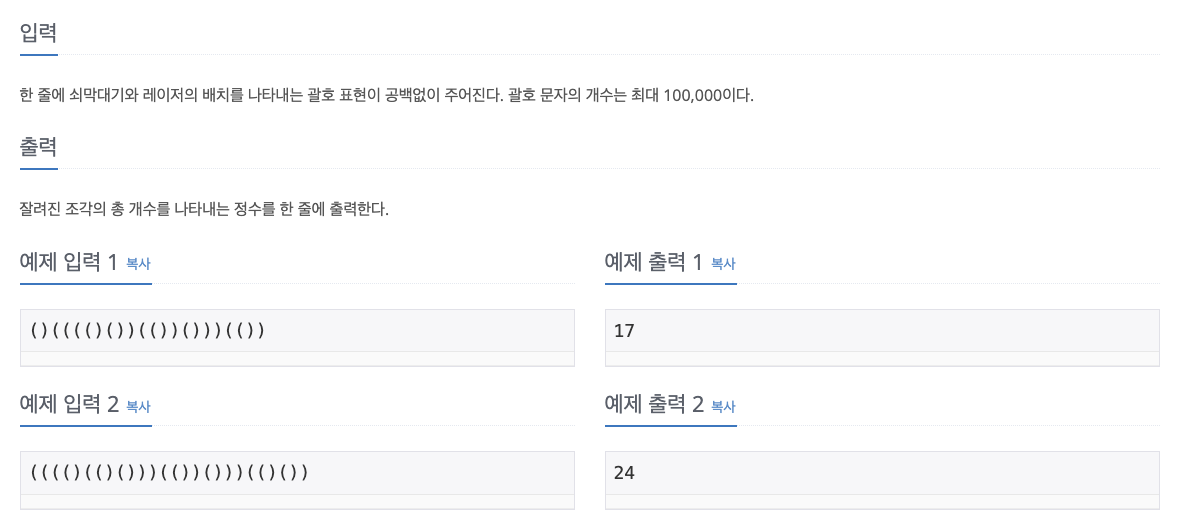 입력
한 줄에 쇠막대기와 레이저의 배치를 나타내는 괄호 표현이 공백없이 주어진다. 괄호 문자의 개수는 최대 100,000이다.
출력
잘려진 조각의 총 개수를 나타내는 정수를 한 줄에 출력한다.
예제 입력 1 복사
()(((()())(())()))(())
예제 출력 1 복사
17
예제 입력 2 복사
(((()(()()))(())()))(()())
예제 출력 2 복사
24